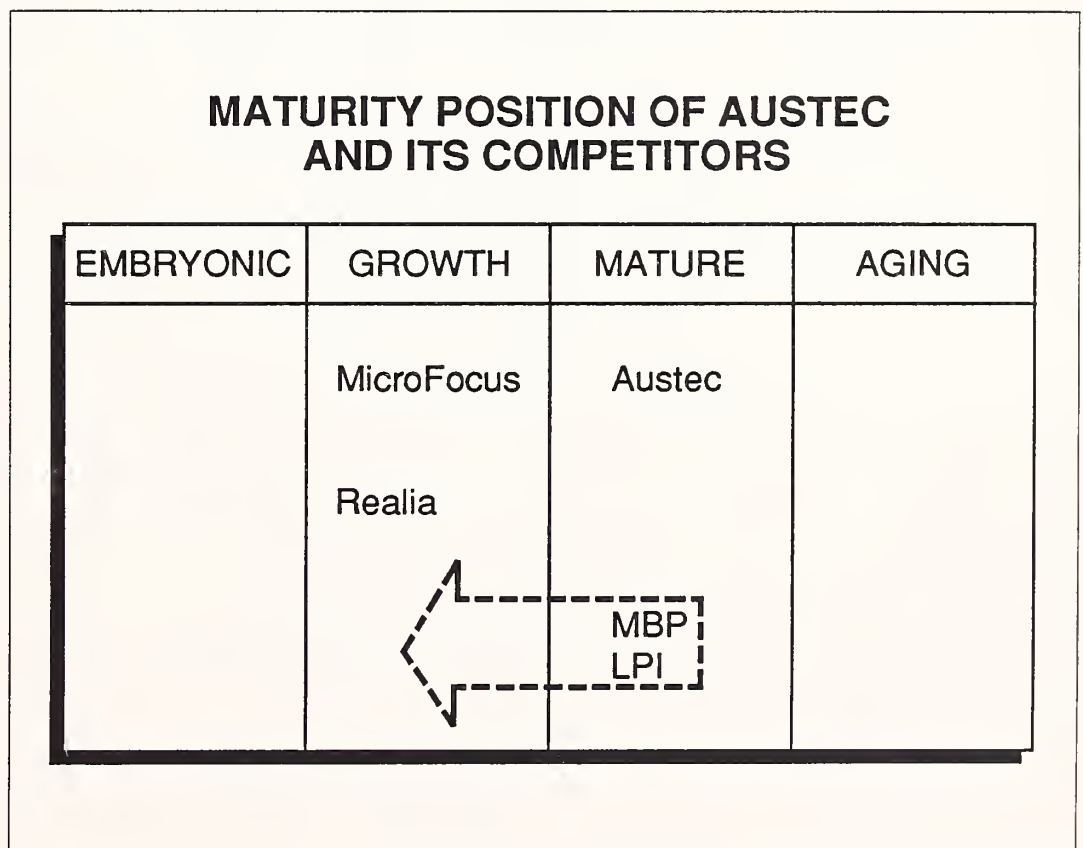 MATURITY POSITION OF AUSTEC
AND ITS COMPETITORS
EMBRYONIC GROWTH MATURE AGING
MicroFocus Austec
Realia
MBP
LPI